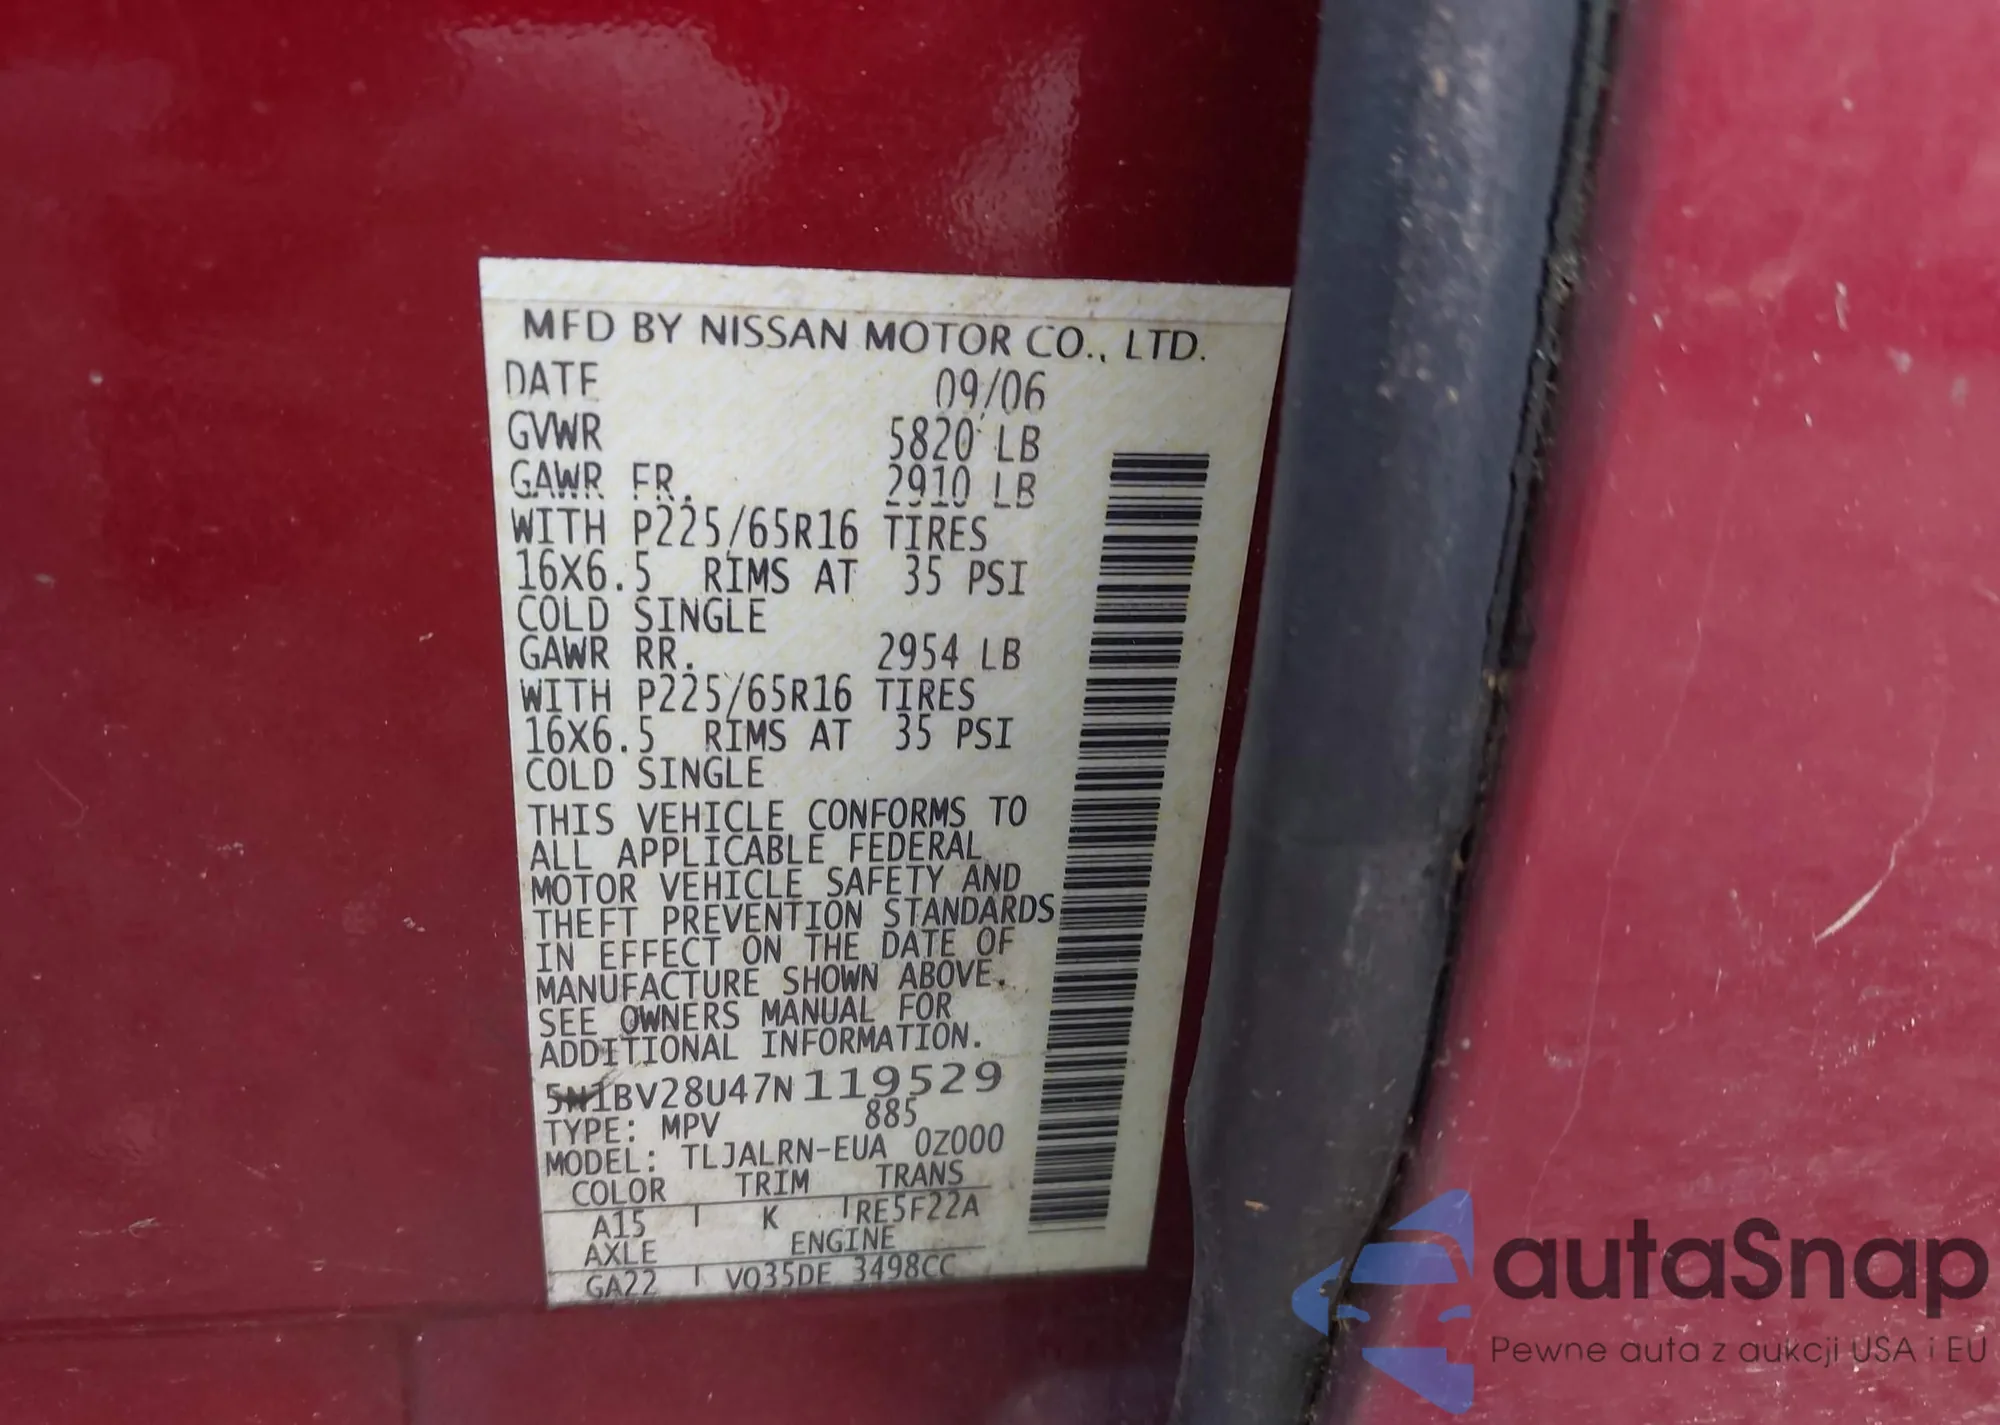 MFD BY NISSAN MOTOR CO., LTD.
DATE 09/06
GVWR 5820 LB
GAWR FR. 2910 LB
WITH P225/65R16 TIRES
16X6.5 RIMS AT 35 PSI
COLD SINGLE
GAWR RR. 2954 LB
WITH P225/65R16 TIRES
16X6.5 RIMS AT 35 PSI
COLD SINGLE
THIS VEHICLE CONFORMS TO
ALL APPLICABLE FEDERAL
MOTOR VEHICLE SAFETY AND
THEFT PREVENTION STANDARDS
IN EFFECT ON THE DATE OF
MANUFACTURE SHOWN ABOVE.
SEE OWNERS MANUAL FOR
ADDITIONAL INFORMATION.
5N1BV28U47N119529
TYPE: MPV 885
MODEL: TLJALRN-EUA 0Z000
COLOR TRIM TRANS
A15 K RE5F22A
AXLE ENGINE
GA22 VQ35DE 3498CC
autaSnap
Pewne auta z aukcji USA i EU